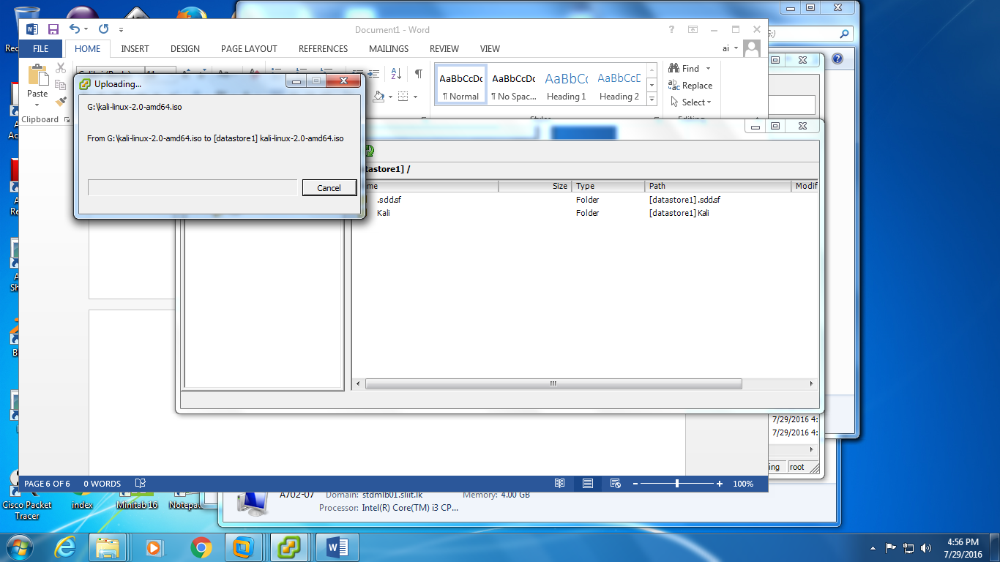 Document1 - Word
FILE HOME INSERT DESIGN PAGE LAYOUT REFERENCES MAILINGS REVIEW VIEW
ai
Paste
Clipboard
AaBbCcDc AaBbCcDc AaBbCc AaBbCcD
¶ Normal ¶ No Spac... Heading 1 Heading 2
Find
Replace
Select
Uploading...
G:\kali-linux-2.0-amd64.iso
From G:\kali-linux-2.0-amd64.iso to [datastore1] kali-linux-2.0-amd64.iso
Cancel
Size Type Path Modif
.sdd.sf Folder [datastore1] .sdd.sf
Kali Folder [datastore1] Kali
7/29/2016 4:
7/29/2016 4:
root
PAGE 6 OF 6 0 WORDS 100%
A702-07 Domain: stdmlb01.sliit.lk Memory: 4.00 GB
Processor: Intel(R) Core(TM) i3 CP...
Cisco Packet
Tracer
index
Minitab 16
4:56 PM
7/29/2016